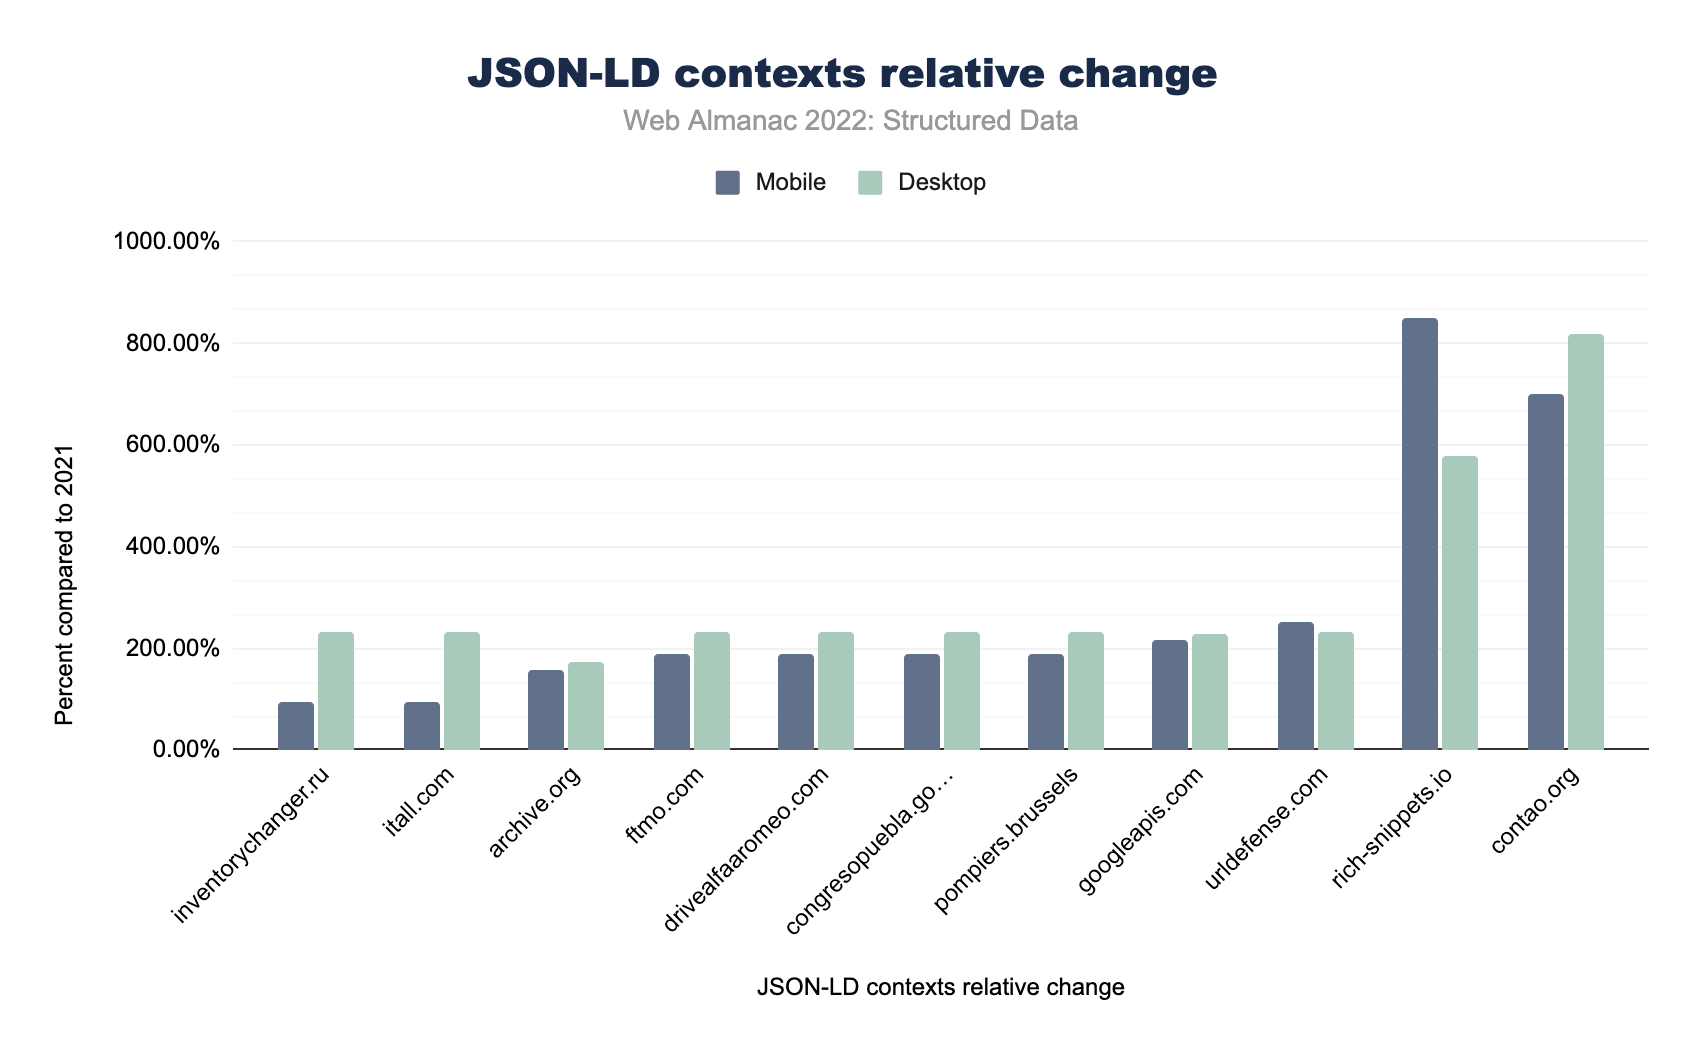 JSON-LD contexts relative change
Web Almanac 2022: Structured Data
Mobile
Desktop
Percent compared to 2021
1000.00%
800.00%
600.00%
400.00%
200.00%
0.00%
inventorychanger.ru
itall.com
archive.org
ftmo.com
drivealfaaromeo.com
congresopuebla.go…
pompiers.brussels
googleapis.com
urldefense.com
rich-snippets.io
contao.org
JSON-LD contexts relative change